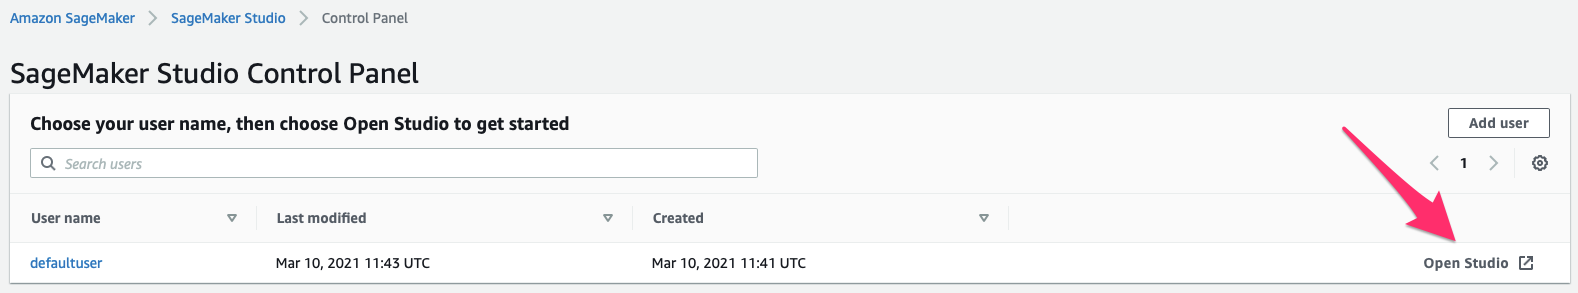 Amazon SageMaker > SageMaker Studio > Control Panel
SageMaker Studio Control Panel
Choose your user name, then choose Open Studio to get started
Add user
Search users
< 1 >
User name Last modified Created
defaultuser Mar 10, 2021 11:43 UTC Mar 10, 2021 11:41 UTC Open Studio